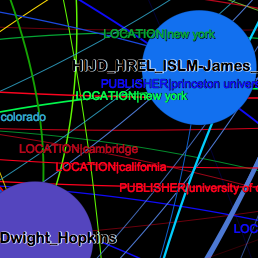 LOCATION|new york
HIJD_HREL_ISLM-James_
PUBLISHER|princeton univer
LOCATION|new york
colorado
LOCATION|cambridge
LOCATION|california
PUBLISHER|university of c
LOC
Dwight_Hopkins